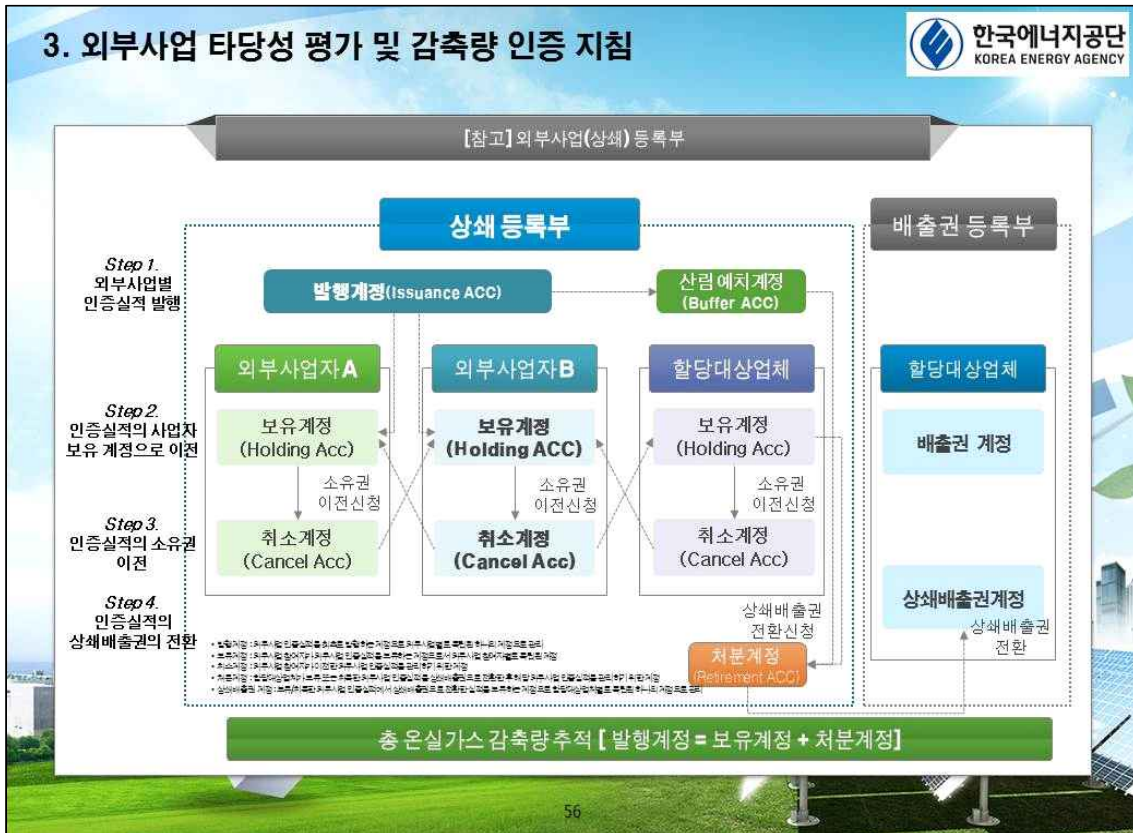 3. 외부사업 타당성 평가 및 감축량 인증 지침
한국에너지공단
KOREA ENERGY AGENCY
[참고] 외부사업(상쇄) 등록부
상쇄 등록부
배출권 등록부
Step 1.
외부사업별
인증실적 발행
발행계정(Issuance ACC)
산림예치계정
(Buffer ACC)
외부사업자A
외부사업자B
할당대상업체
할당대상업체
Step 2.
인증실적의 사업자
보유 계정으로 이전
보유계정
(Holding Acc)
보유계정
(Holding ACC)
보유계정
(Holding Acc)
배출권 계정
소유권
이전신청
소유권
이전신청
소유권
이전신청
Step 3.
인증실적의 소유권
이전
취소계정
(Cancel Acc)
취소계정
(Cancel Acc)
취소계정
(Cancel Acc)
상쇄배출권계정
Step 4.
인증실적의
상쇄배출권의 전환
상쇄배출권
전환신청
상쇄배출권
전환
처분계정
(Retirement ACC)
총 온실가스 감축량 추적 [ 발행계정 = 보유계정 + 처분계정]
56